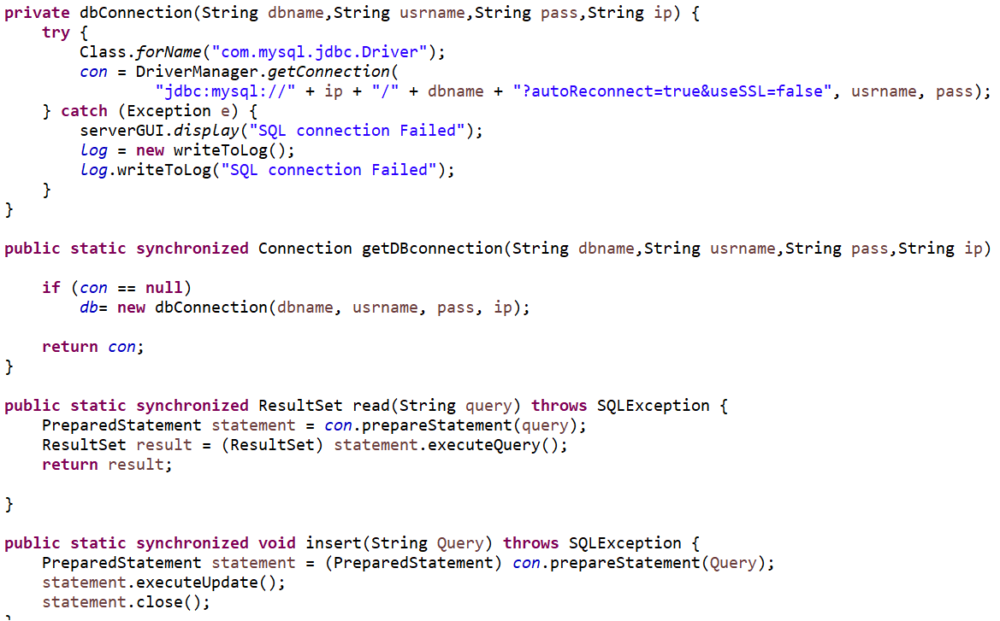 private dbConnection(String dbname,String usrname,String pass,String ip) {
    try {
        Class.forName("com.mysql.jdbc.Driver");
        con = DriverManager.getConnection(
                "jdbc:mysql://" + ip + "/" + dbname + "?autoReconnect=true&useSSL=false", usrname, pass);
    } catch (Exception e) {
        serverGUI.display("SQL connection Failed");
        log = new writeToLog();
        log.writeToLog("SQL connection Failed");
    }
}

public static synchronized Connection getDBconnection(String dbname,String usrname,String pass,String ip)

    if (con == null)
        db= new dbConnection(dbname, usrname, pass, ip);

    return con;
}

public static synchronized ResultSet read(String query) throws SQLException {
    PreparedStatement statement = con.prepareStatement(query);
    ResultSet result = (ResultSet) statement.executeQuery();
    return result;

}

public static synchronized void insert(String Query) throws SQLException {
    PreparedStatement statement = (PreparedStatement) con.prepareStatement(Query);
    statement.executeUpdate();
    statement.close();
}